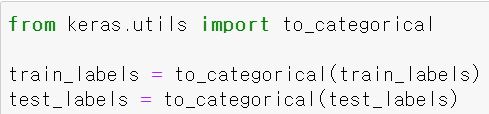 from keras.utils import to_categorical
train_labels = to_categorical(train_labels)
test_labels = to_categorical(test_labels)